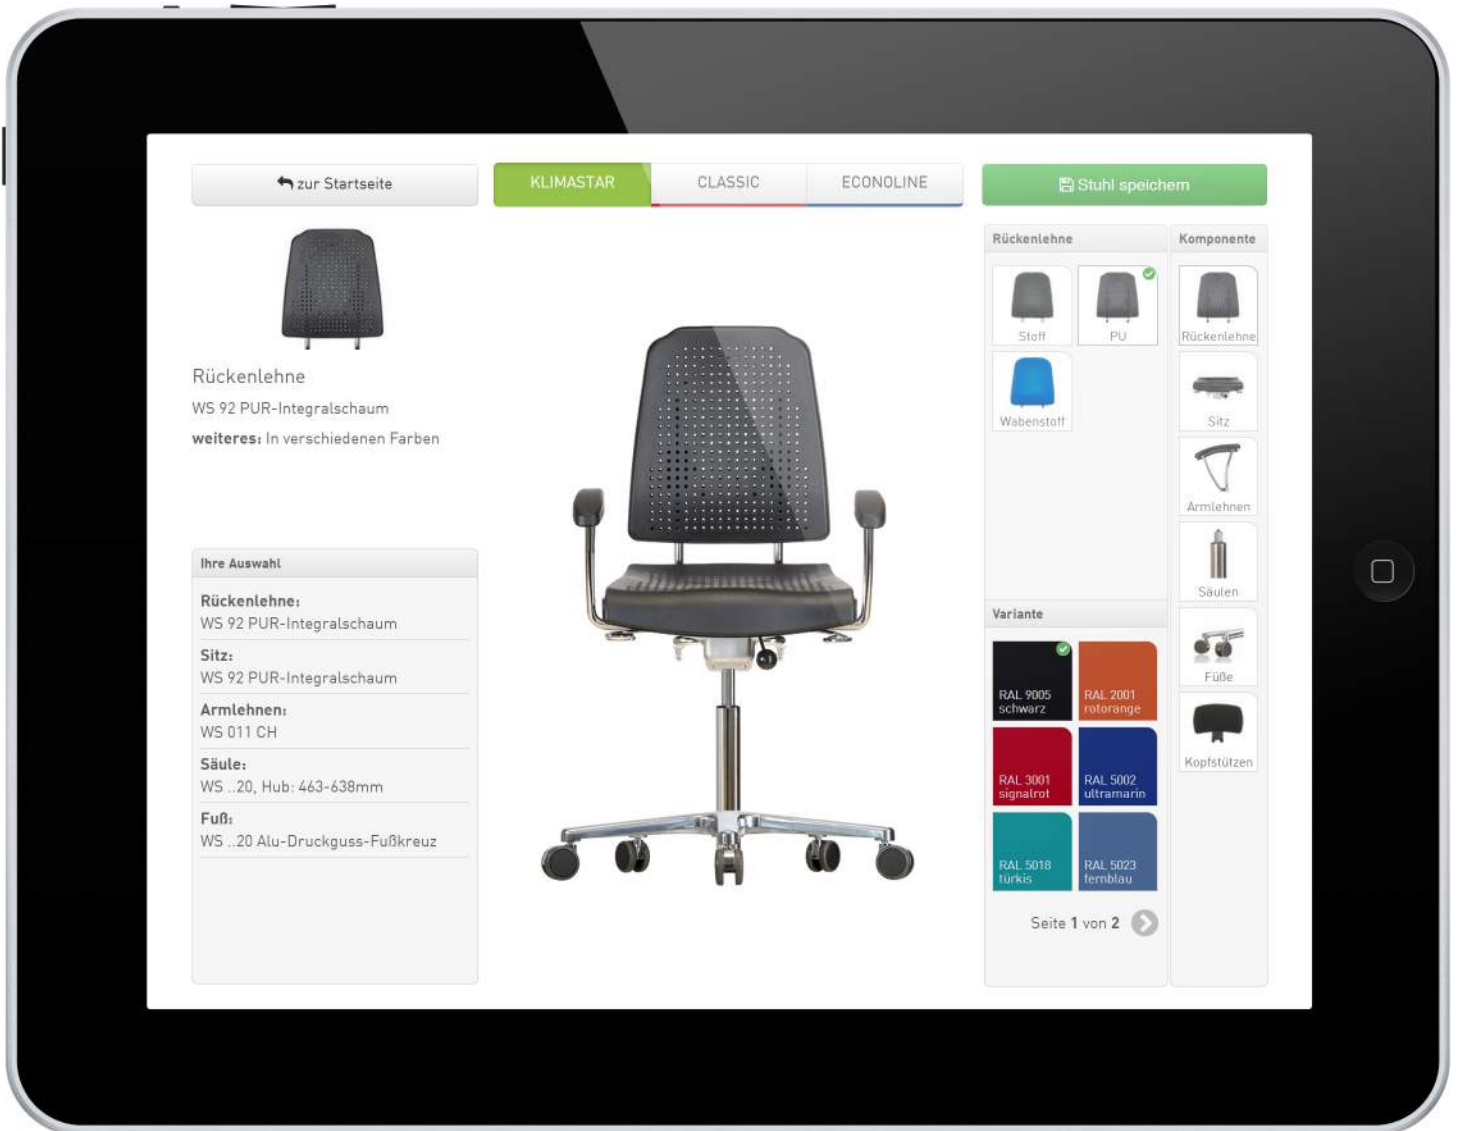 zur Startseite
KLIMASTAR
CLASSIC
ECONOLINE
Stuhl speichern
Rückenlehne
WS 92 PUR-Integralschaum
weiteres: In verschiedenen Farben
Ihre Auswahl
Rückenlehne:
WS 92 PUR-Integralschaum
Sitz:
WS 92 PUR-Integralschaum
Armlehnen:
WS 011 CH
Säule:
WS ..20, Hub: 463-638mm
Fuß:
WS ..20 Alu-Druckguss-Fußkreuz
Rückenlehne
Stoff
PU
Wabenstoff
Variante
RAL 9005
schwarz
RAL 2001
rotorange
RAL 3001
signalrot
RAL 5002
ultramarin
RAL 5018
türkis
RAL 5023
fernblau
Seite 1 von 2
Komponente
Rückenlehne
Sitz
Armlehnen
Säulen
Füße
Kopfstützen